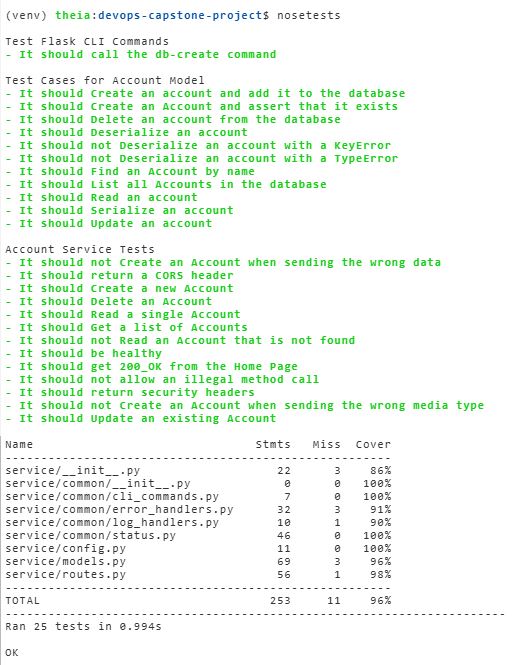 (venv) theia:devops-capstone-project$ nosetests

Test Flask CLI Commands
- It should call the db-create command

Test Cases for Account Model
- It should Create an account and add it to the database
- It should Create an Account and assert that it exists
- It should Delete an account from the database
- It should Deserialize an account
- It should not Deserialize an account with a KeyError
- It should not Deserialize an account with a TypeError
- It should Find an Account by name
- It should List all Accounts in the database
- It should Read an account
- It should Serialize an account
- It should Update an account

Account Service Tests
- It should not Create an Account when sending the wrong data
- It should return a CORS header
- It should Create a new Account
- It should Delete an Account
- It should Read a single Account
- It should Get a list of Accounts
- It should not Read an Account that is not found
- It should be healthy
- It should get 200_OK from the Home Page
- It should not allow an illegal method call
- It should return security headers
- It should not Create an Account when sending the wrong media type
- It should Update an existing Account

Name                             Stmts   Miss  Cover
----------------------------------------------------
service/__init__.py                 22      3    86%
service/common/__init__.py           0      0   100%
service/common/cli_commands.py       7      0   100%
service/common/error_handlers.py    32      3    91%
service/common/log_handlers.py      10      1    90%
service/common/status.py            46      0   100%
service/config.py                   11      0   100%
service/models.py                   69      3    96%
service/routes.py                   56      1    98%
----------------------------------------------------
TOTAL                              253     11    96%
----------------------------------------------------------------------
Ran 25 tests in 0.994s

OK